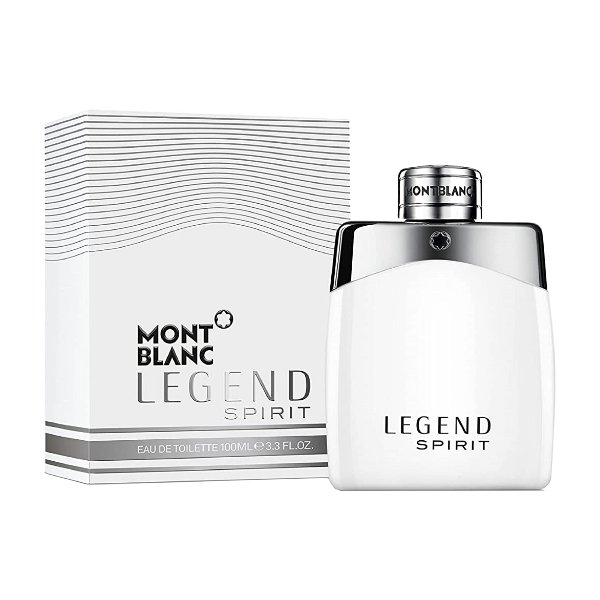 MONT
BLANC
LEGEND
SPIRIT
EAU DE TOILETTE 100ML ℮ 3.3 FL.OZ.
MONTBLANC
LEGEND
SPIRIT